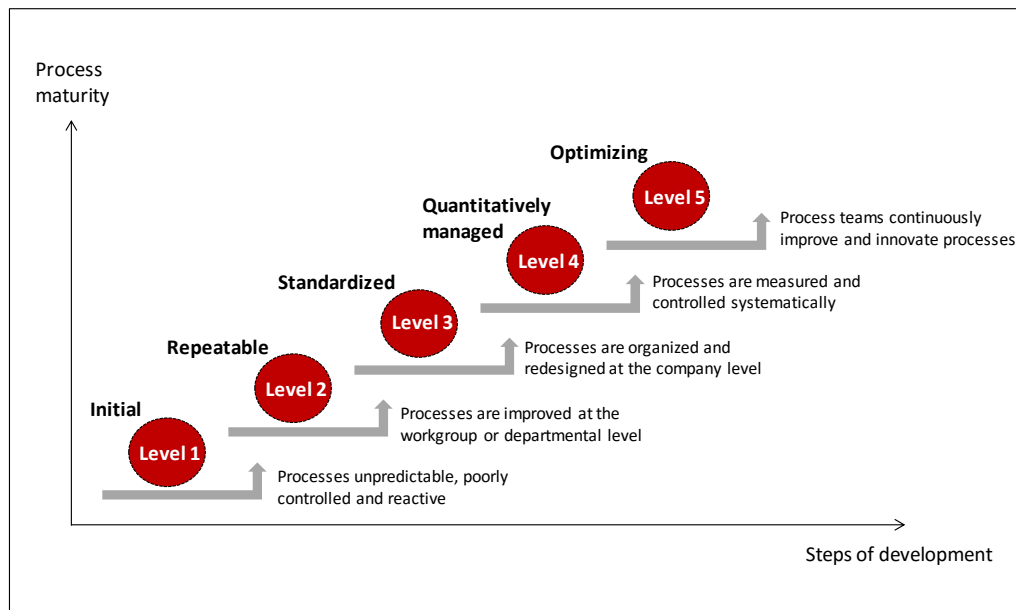 Process
maturity
Optimizing
Level 5
Process teams continuously
improve and innovate processes
Quantitatively
managed
Level 4
Processes are measured and
controlled systematically
Standardized
Level 3
Processes are organized and
redesigned at the company level
Repeatable
Level 2
Processes are improved at the
workgroup or departmental level
Initial
Level 1
Processes unpredictable, poorly
controlled and reactive
Steps of development